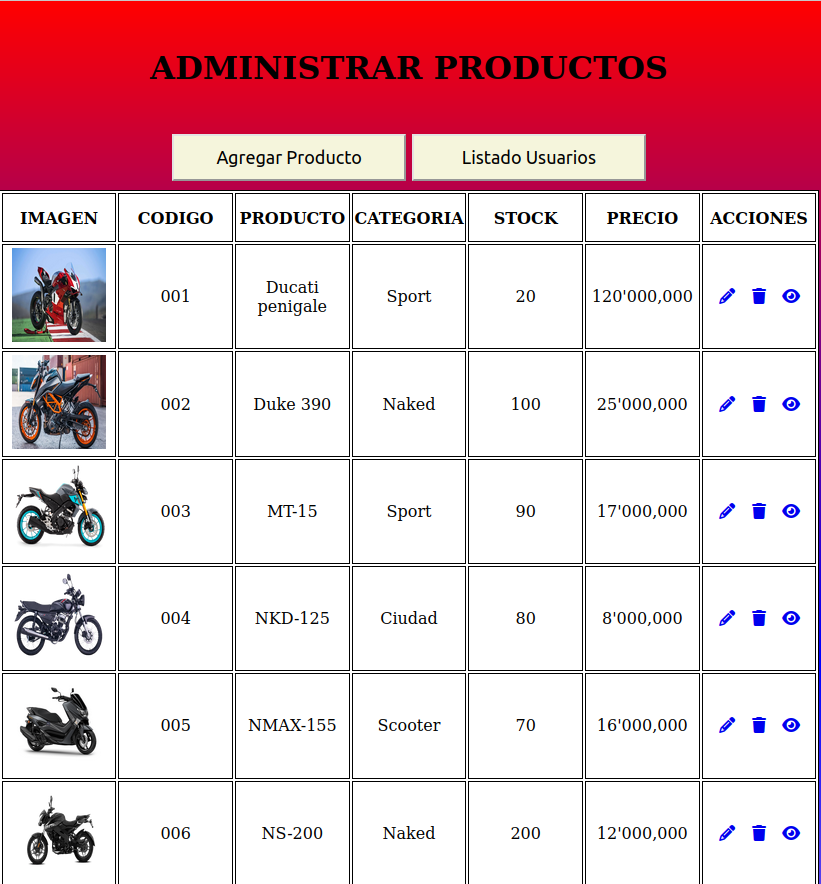 ADMINISTRAR PRODUCTOS
Agregar Producto Listado Usuarios
IMAGEN CODIGO PRODUCTO CATEGORIA STOCK PRECIO ACCIONES
001 Ducati penigale Sport 20 120'000,000
002 Duke 390 Naked 100 25'000,000
003 MT-15 Sport 90 17'000,000
004 NKD-125 Ciudad 80 8'000,000
005 NMAX-155 Scooter 70 16'000,000
006 NS-200 Naked 200 12'000,000